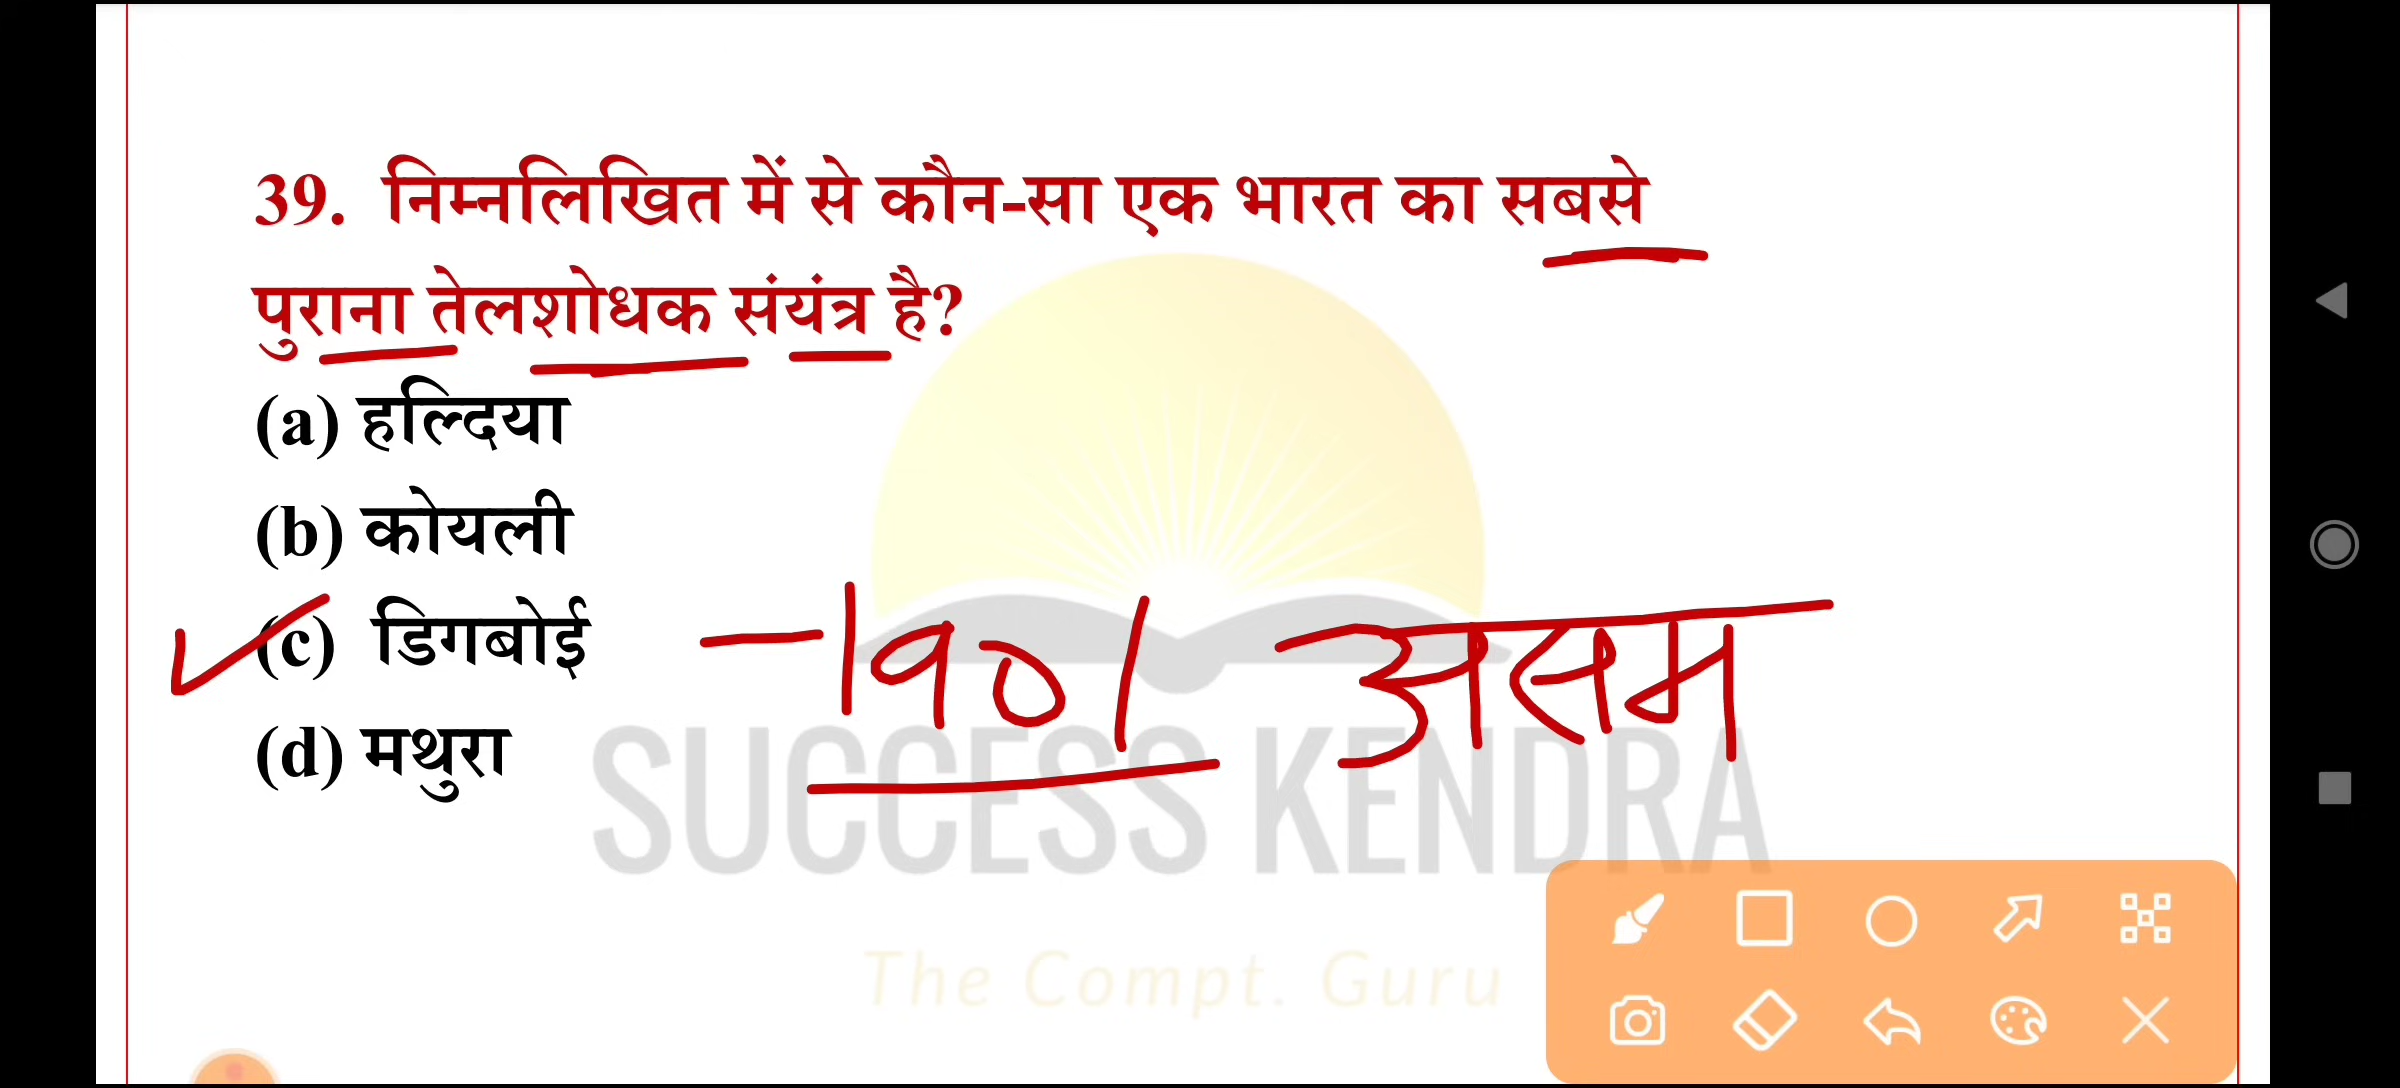 39. निम्नलिखित में से कौन-सा एक भारत का सबसे
पुराना तेलशोधक संयंत्र है?
(a) हल्दिया
(b) कोयली
(c) डिगबोई -1901 असम
(d) मथुरा
SUCCESS KENDRA
The Compt. Guru